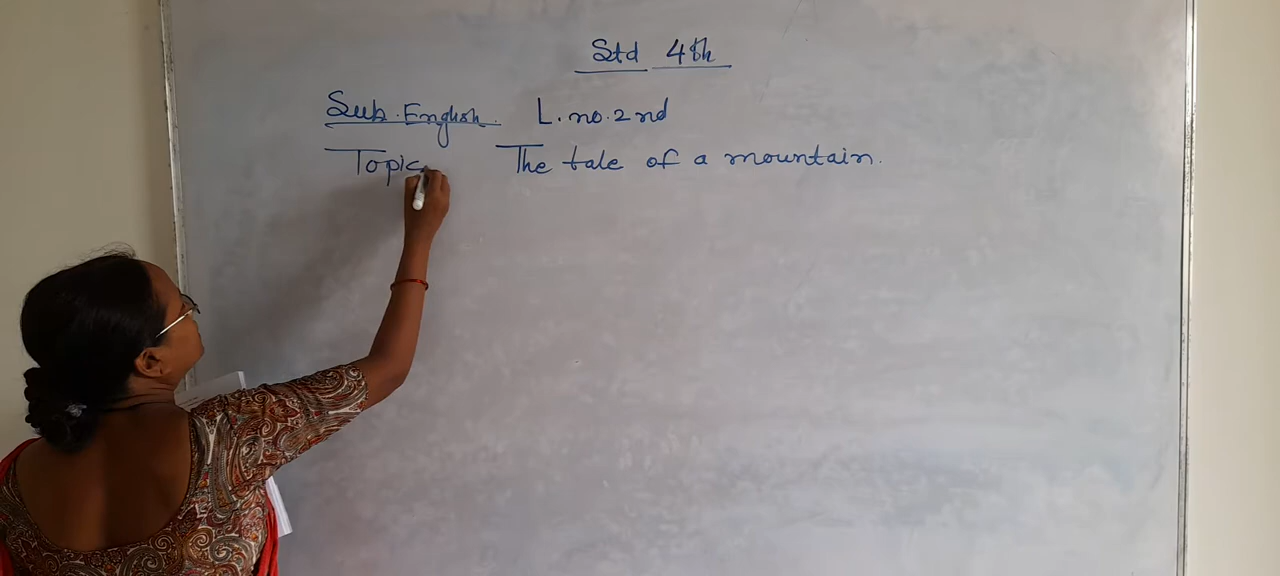 Std 4th
Sub. English. L. no. 2nd
Topic The tale of a mountain.